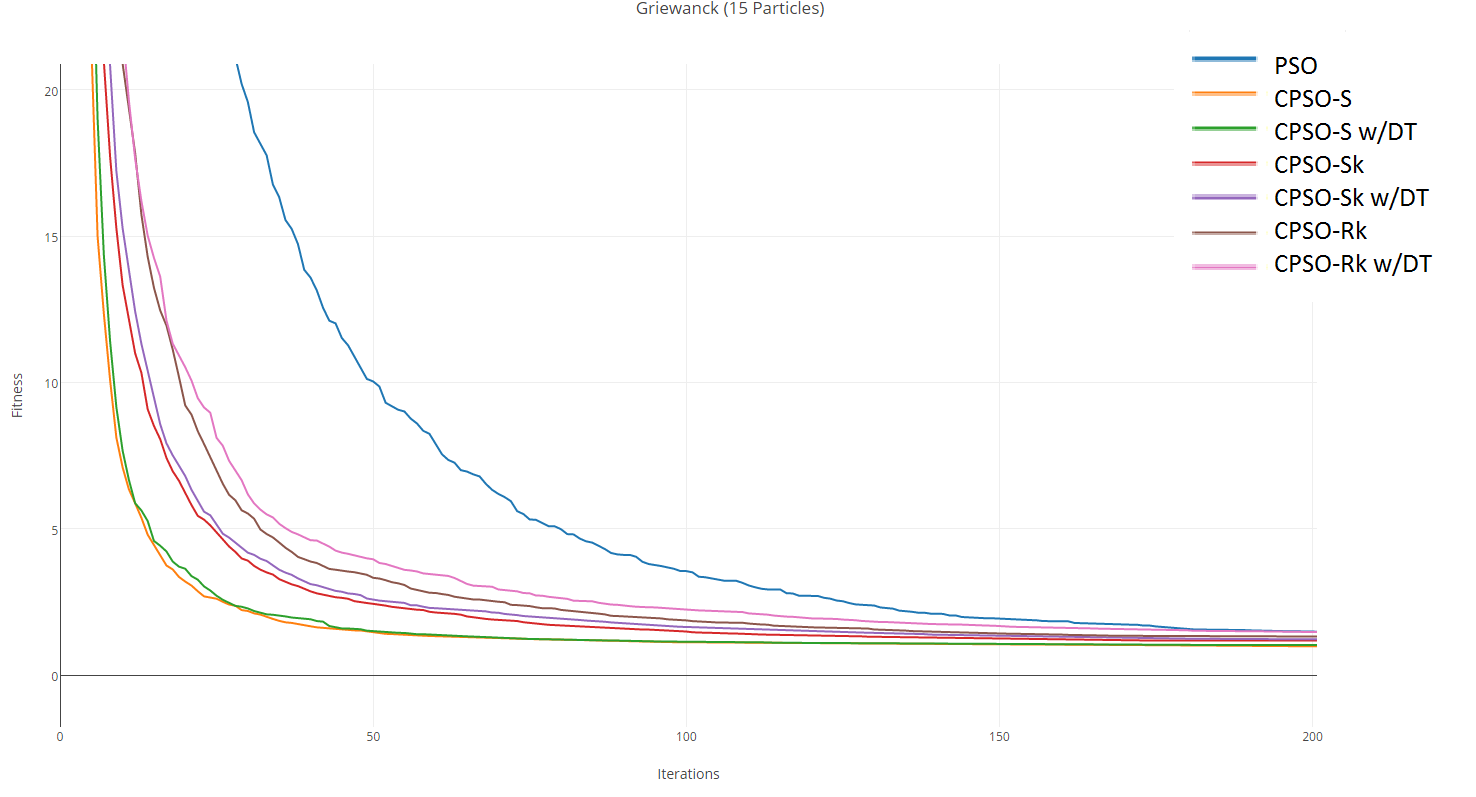 Griewanck (15 Particles)
PSO
CPSO-S
CPSO-S w/DT
CPSO-Sk
CPSO-Sk w/DT
CPSO-Rk
CPSO-Rk w/DT
20
15
10
5
0
Fitness
0 50 100 150 200
Iterations